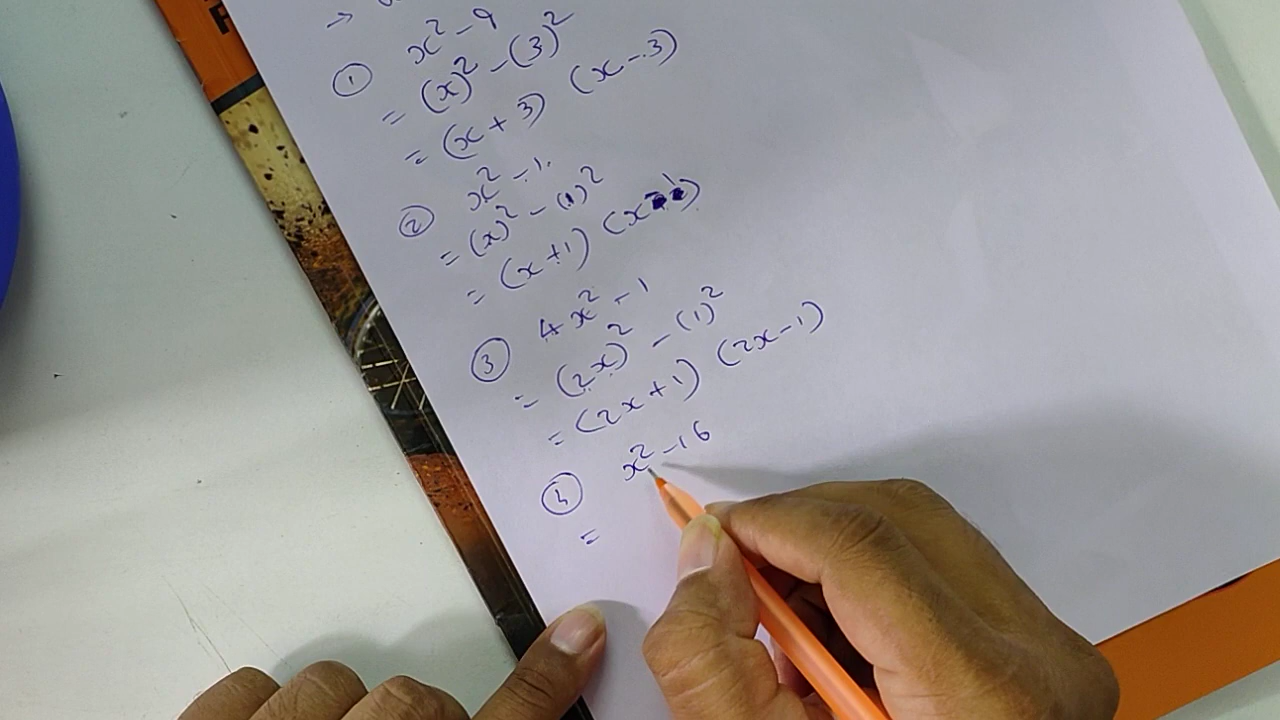 →
① x² - 9
= (x)² - (3)²
= (x + 3) (x - 3)
② x² - 1.
= (x)² - (1)²
= (x + 1) (x - 1)
③ 4x² - 1
= (2x)² - (1)²
= (2x + 1) (2x - 1)
x² - 16
=